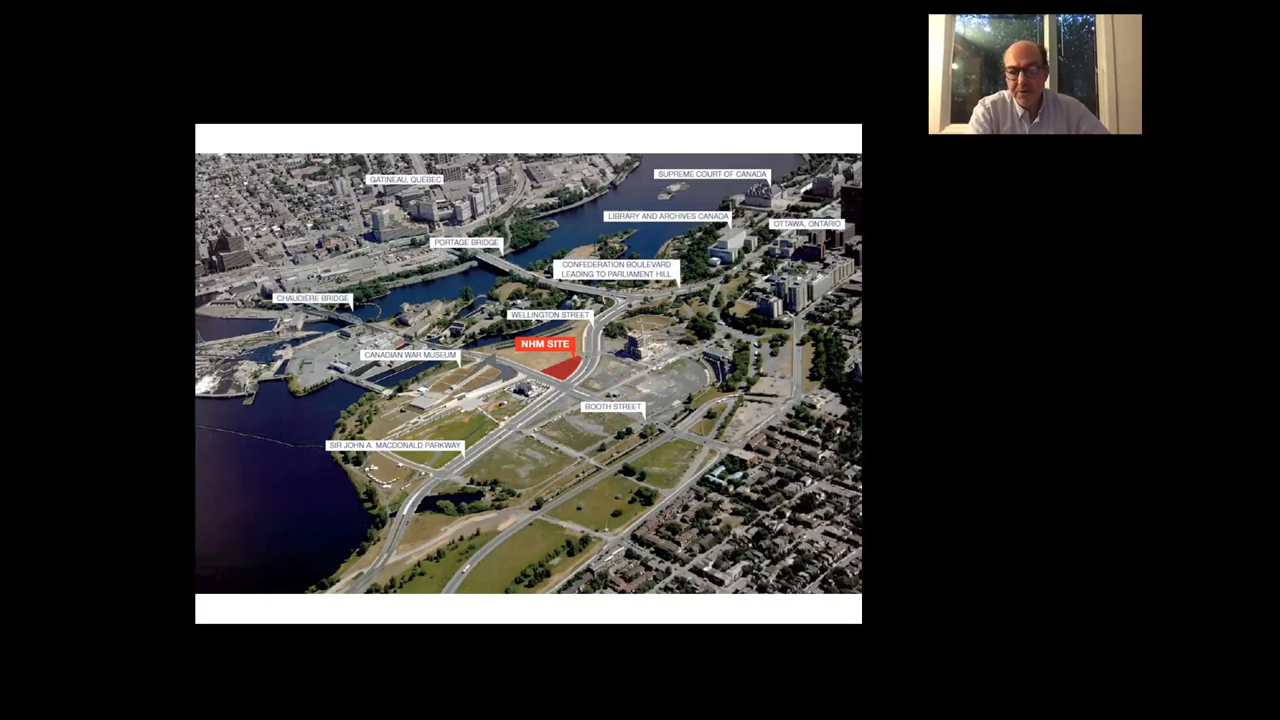 SUPREME COURT OF CANADA
GATINEAU, QUÉBEC
LIBRARY AND ARCHIVES CANADA
OTTAWA, ONTARIO
PORTAGE BRIDGE
CONFEDERATION BOULEVARD
LEADING TO PARLIAMENT HILL
CHAUDIÈRE BRIDGE
WELLINGTON STREET
NHM SITE
CANADIAN WAR MUSEUM
BOOTH STREET
SIR JOHN A. MACDONALD PARKWAY